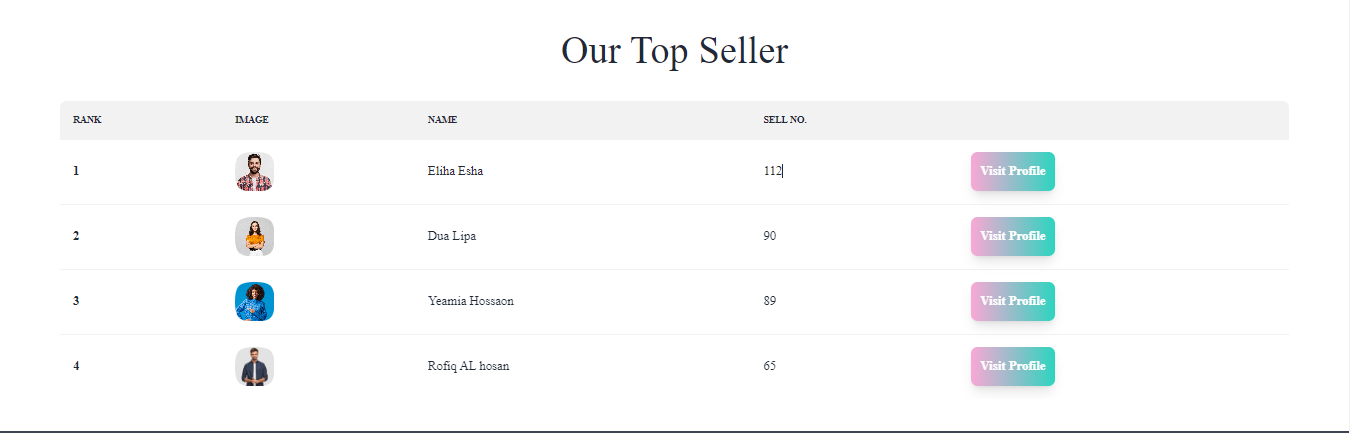 Our Top Seller
RANK IMAGE NAME SELL NO.
1 Eliha Esha 112 Visit Profile
2 Dua Lipa 90 Visit Profile
3 Yeamia Hossaon 89 Visit Profile
4 Rofiq AL hosan 65 Visit Profile